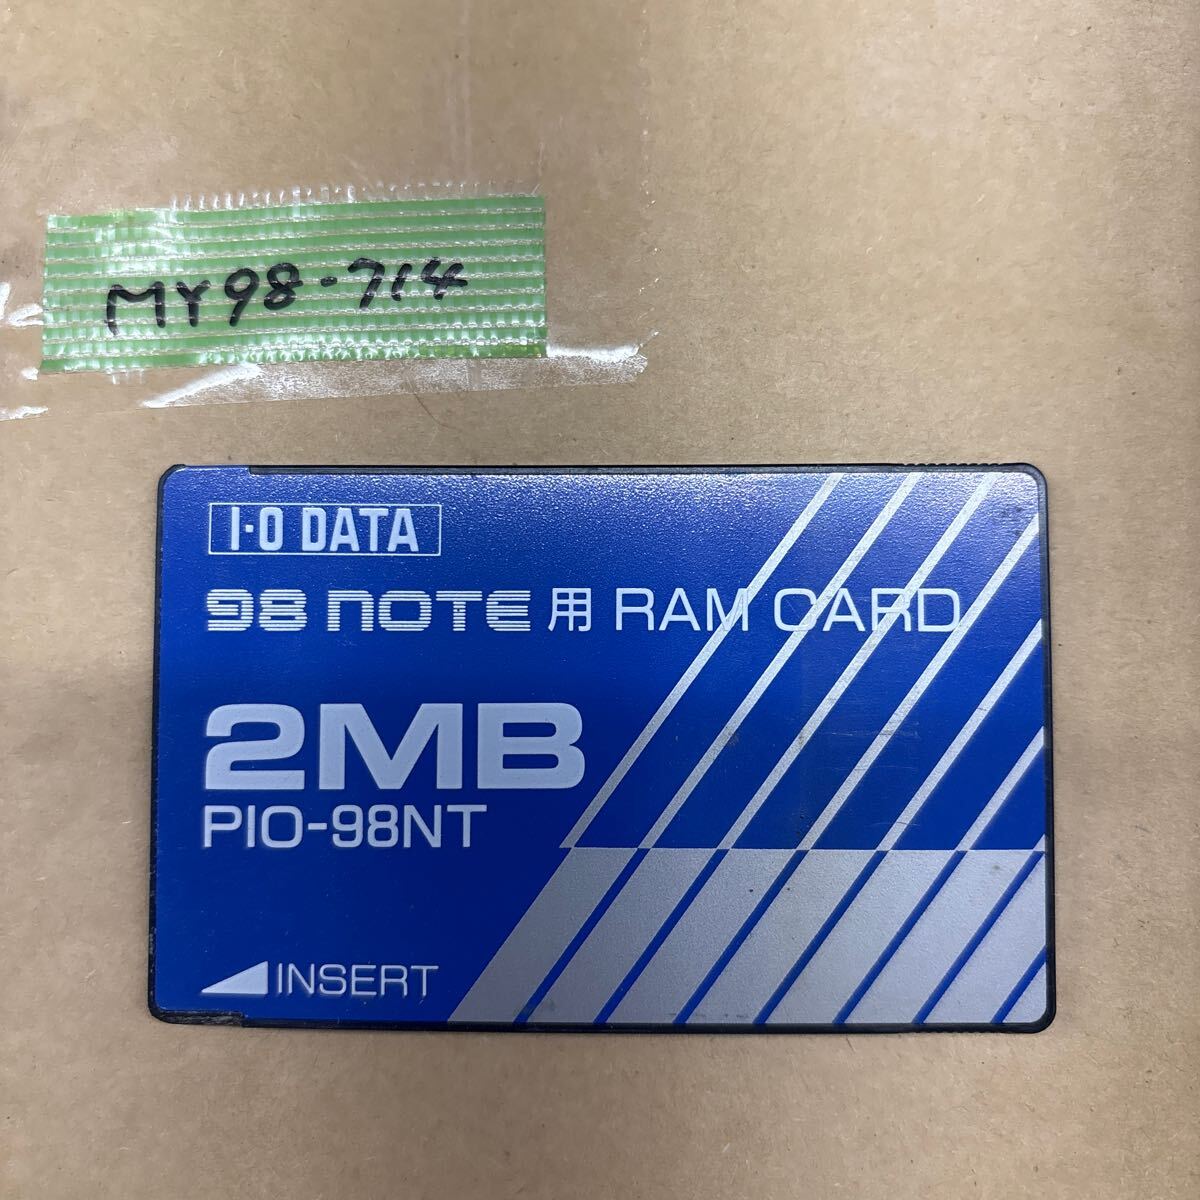 MY98-714
I·O DATA
98 NOTE 用 RAM CARD
2MB
PIO-98NT
INSERT